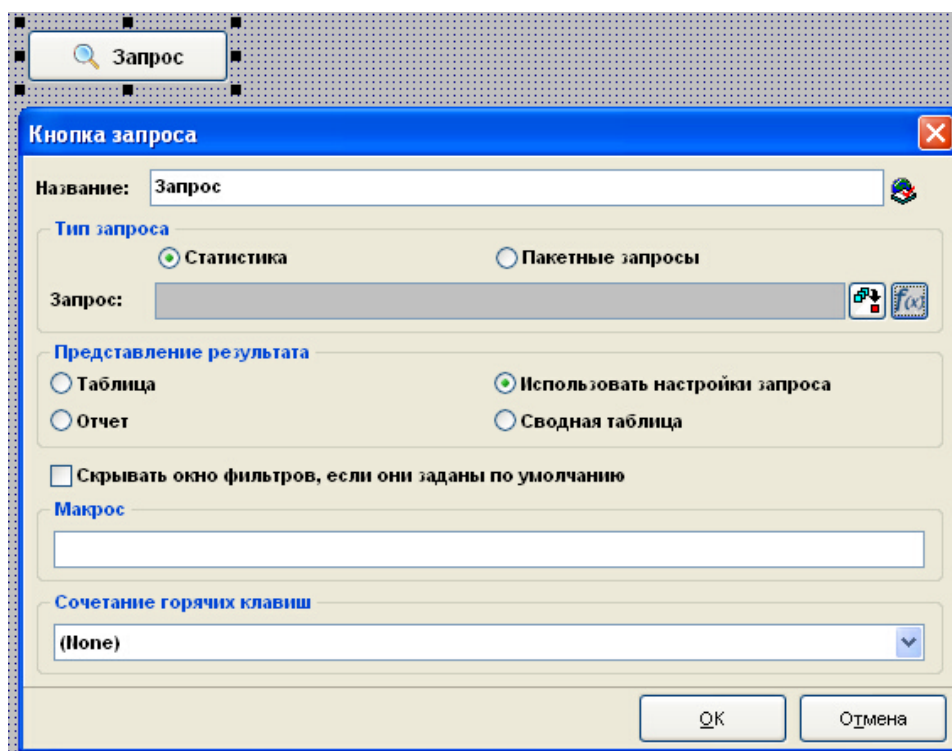 Запрос
Кнопка запроса
Название: Запрос
Тип запроса
Статистика Пакетные запросы
Запрос: f(x)
Представление результата
Таблица Использовать настройки запроса
Отчет Сводная таблица
Скрывать окно фильтров, если они заданы по умолчанию
Макрос
Сочетание горячих клавиш
(None)
OK Отмена